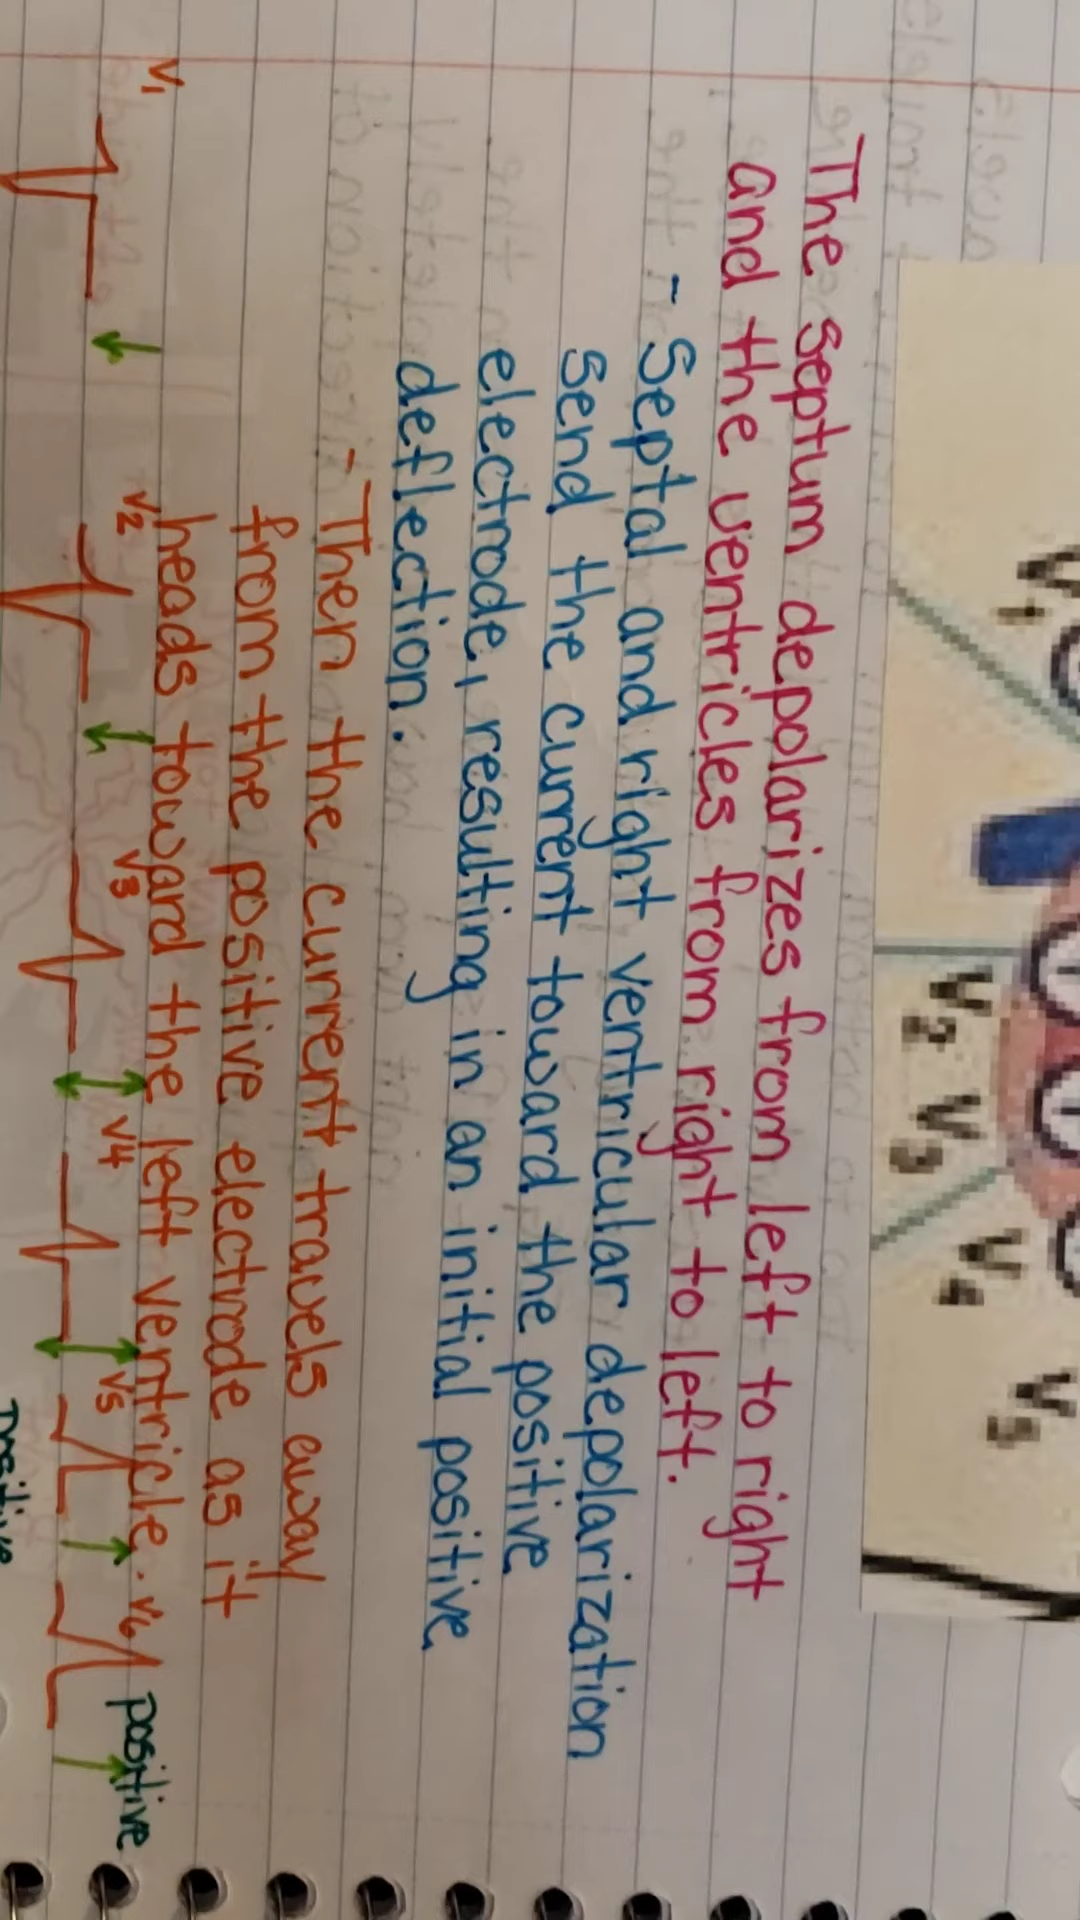 V1
V2 V3
V4
V5
The septum depolarizes from left to right
and the ventricles from right to left.
- Septal and right ventricular depolarization
send the current toward the positive
electrode, resulting in an initial positive
deflection.
- Then the current travels away
from the positive electrode as it
heads toward the left ventricle.
V1 V2 V3 V4 V5 V6 positive
positive